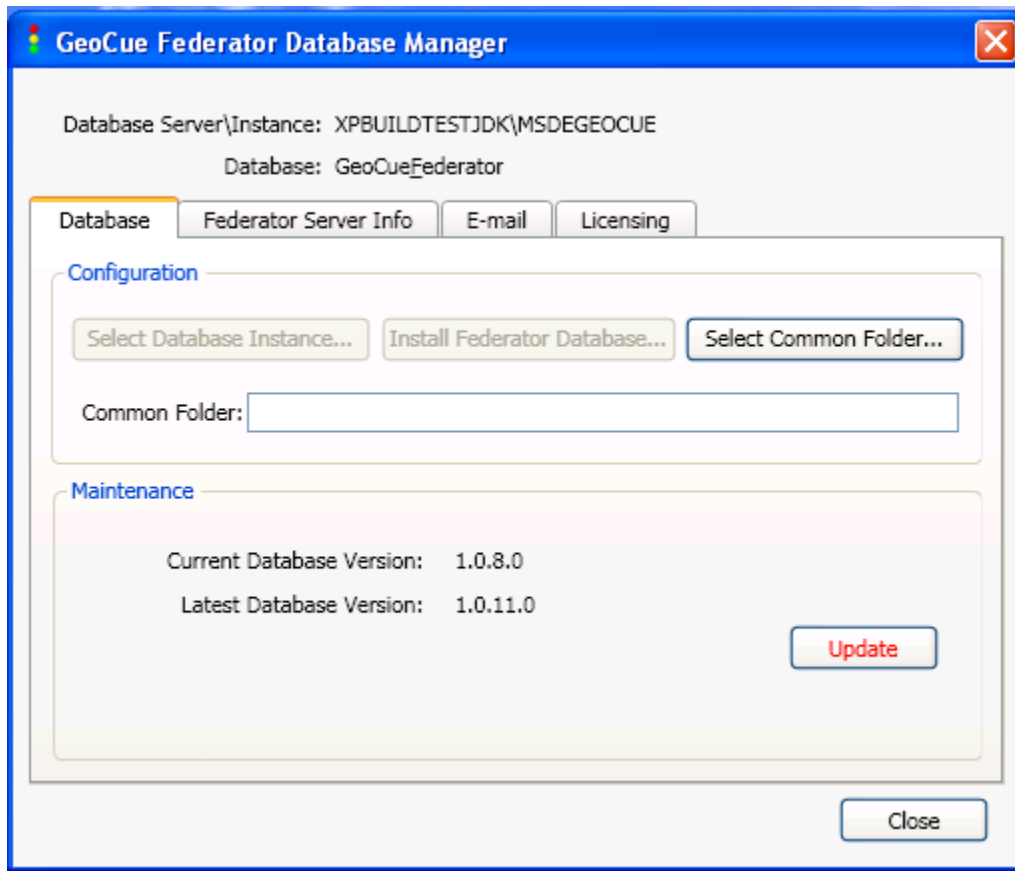 GeoCue Federator Database Manager
Database Server\Instance: XPBUILDTESTJDK\MSDEGEOCUE
Database: GeoCueFederator
Database Federator Server Info E-mail Licensing
Configuration
Select Database Instance... Install Federator Database... Select Common Folder...
Common Folder:
Maintenance
Current Database Version: 1.0.8.0
Latest Database Version: 1.0.11.0
Update
Close